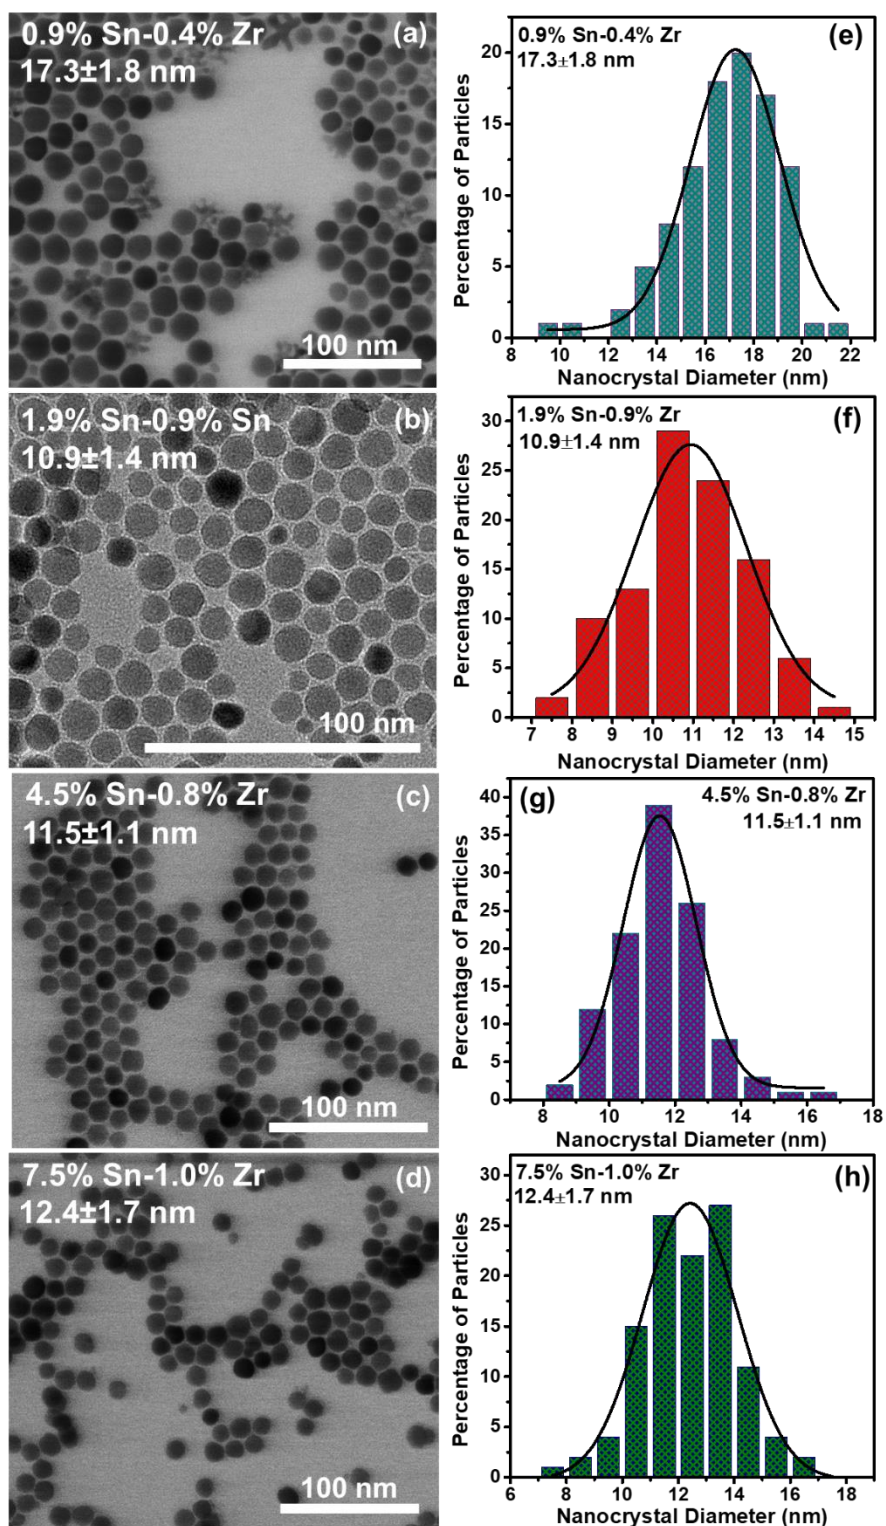 0.9% Sn-0.4% Zr
(a)
17.3±1.8 nm
100 nm
0.9% Sn-0.4% Zr
(e)
17.3±1.8 nm
Percentage of Particles
20
15
10
5
0
8 10 12 14 16 18 20 22
Nanocrystal Diameter (nm)
1.9% Sn-0.9% Sn
(b)
10.9±1.4 nm
100 nm
1.9% Sn-0.9% Zr
(f)
10.9±1.4 nm
Percentage of Particles
30
25
20
15
10
5
0
7 8 9 10 11 12 13 14 15
Nanocrystal Diameter (nm)
4.5% Sn-0.8% Zr
(c)
11.5±1.1 nm
100 nm
(g)
4.5% Sn-0.8% Zr
11.5±1.1 nm
Percentage of Particles
40
35
30
25
20
15
10
5
0
8 10 12 14 16 18
Nanocrystal Diameter (nm)
7.5% Sn-1.0% Zr
(d)
12.4±1.7 nm
100 nm
7.5% Sn-1.0% Zr
(h)
12.4±1.7 nm
Percentage of Particles
30
25
20
15
10
5
0
6 8 10 12 14 16 18
Nanocrystal Diameter (nm)